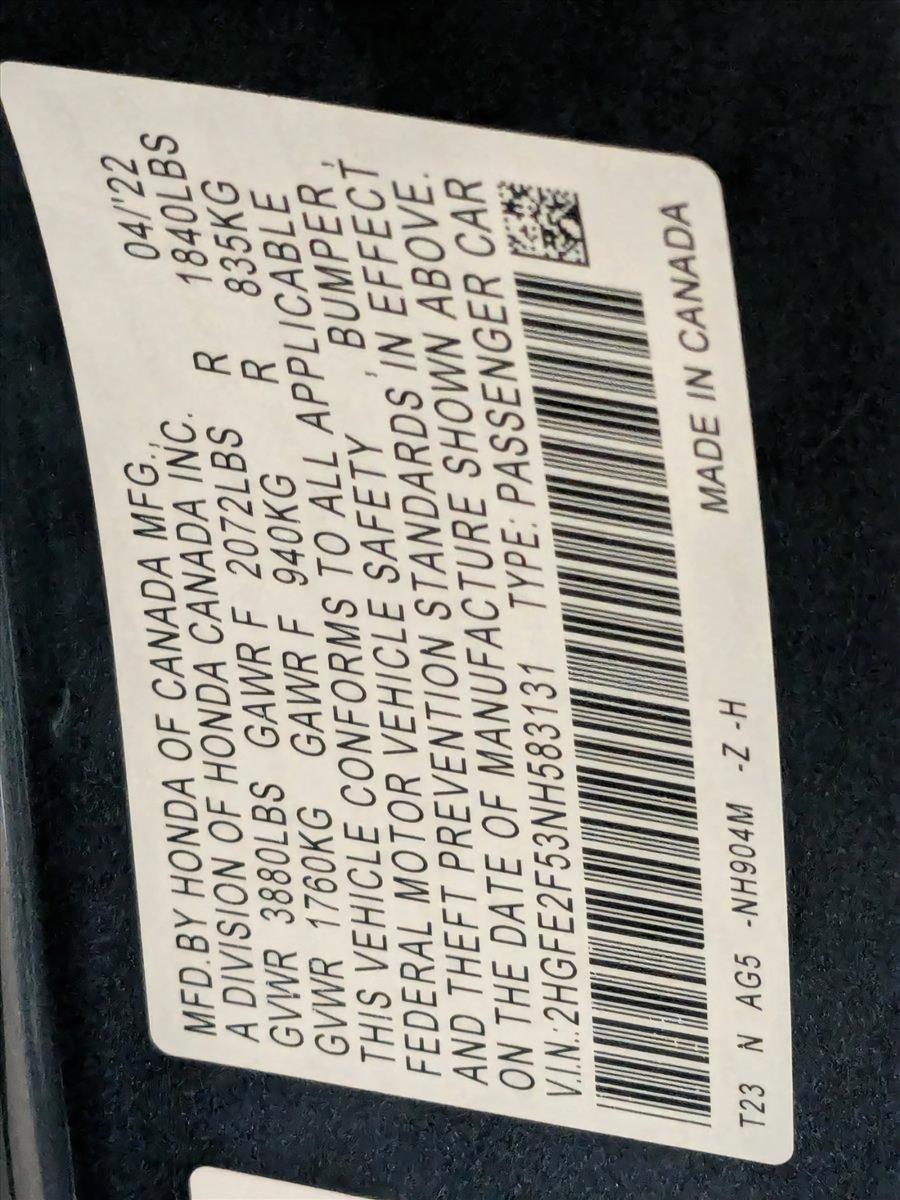 MFD.BY HONDA OF CANADA MFG., 04/'22
A DIVISION OF HONDA CANADA INC.
GVWR 3880LBS GAWR F 2072LBS R 1840LBS
GVWR 1760KG GAWR F 940KG R 835KG
THIS VEHICLE CONFORMS TO ALL APPLICABLE
FEDERAL MOTOR VEHICLE SAFETY , BUMPER ,
AND THEFT PREVENTION STANDARDS IN EFFECT
ON THE DATE OF MANUFACTURE SHOWN ABOVE.
V.I.N.:2HGFE2F53NH583131 TYPE: PASSENGER CAR
T23 N AG5 -NH904M -Z -H MADE IN CANADA